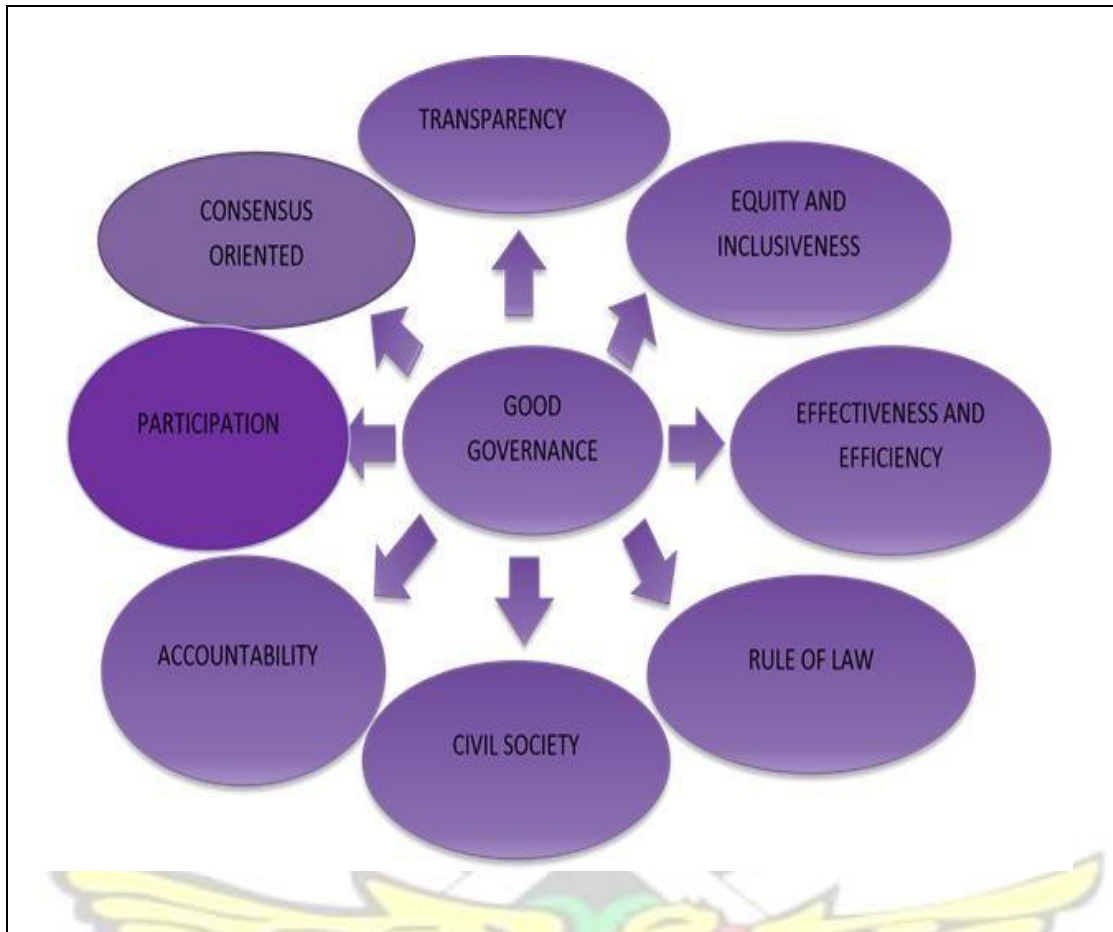 TRANSPARENCY
EQUITY AND
INCLUSIVENESS
CONSENSUS
ORIENTED
GOOD
GOVERNANCE
PARTICIPATION
EFFECTIVENESS AND
EFFICIENCY
ACCOUNTABILITY
RULE OF LAW
CIVIL SOCIETY